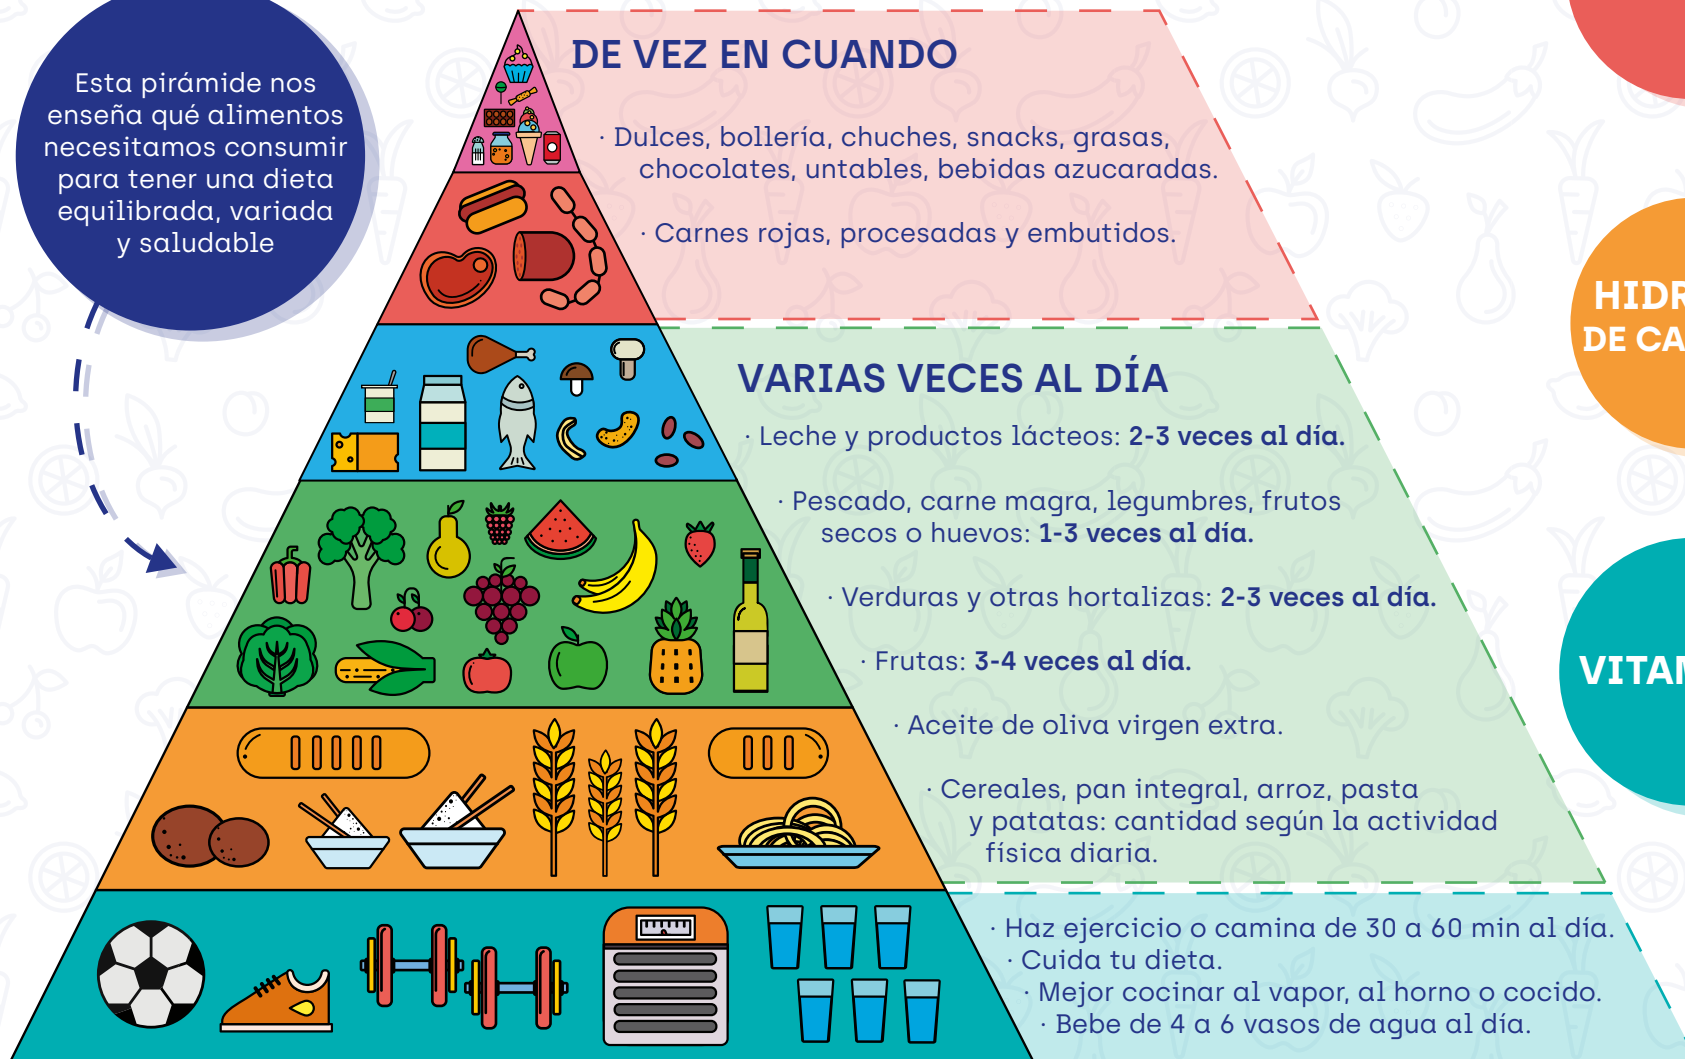 Esta pirámide nos
enseña qué alimentos
necesitamos consumir
para tener una dieta
equilibrada, variada
y saludable
DE VEZ EN CUANDO
· Dulces, bollería, chuches, snacks, grasas,
chocolates, untables, bebidas azucaradas.
· Carnes rojas, procesadas y embutidos.
VARIAS VECES AL DÍA
· Leche y productos lácteos: 2-3 veces al día.
· Pescado, carne magra, legumbres, frutos
secos o huevos: 1-3 veces al día.
· Verduras y otras hortalizas: 2-3 veces al día.
· Frutas: 3-4 veces al día.
· Aceite de oliva virgen extra.
· Cereales, pan integral, arroz, pasta
y patatas: cantidad según la actividad
física diaria.
· Haz ejercicio o camina de 30 a 60 min al día.
· Cuida tu dieta.
· Mejor cocinar al vapor, al horno o cocido.
· Bebe de 4 a 6 vasos de agua al día.
DE